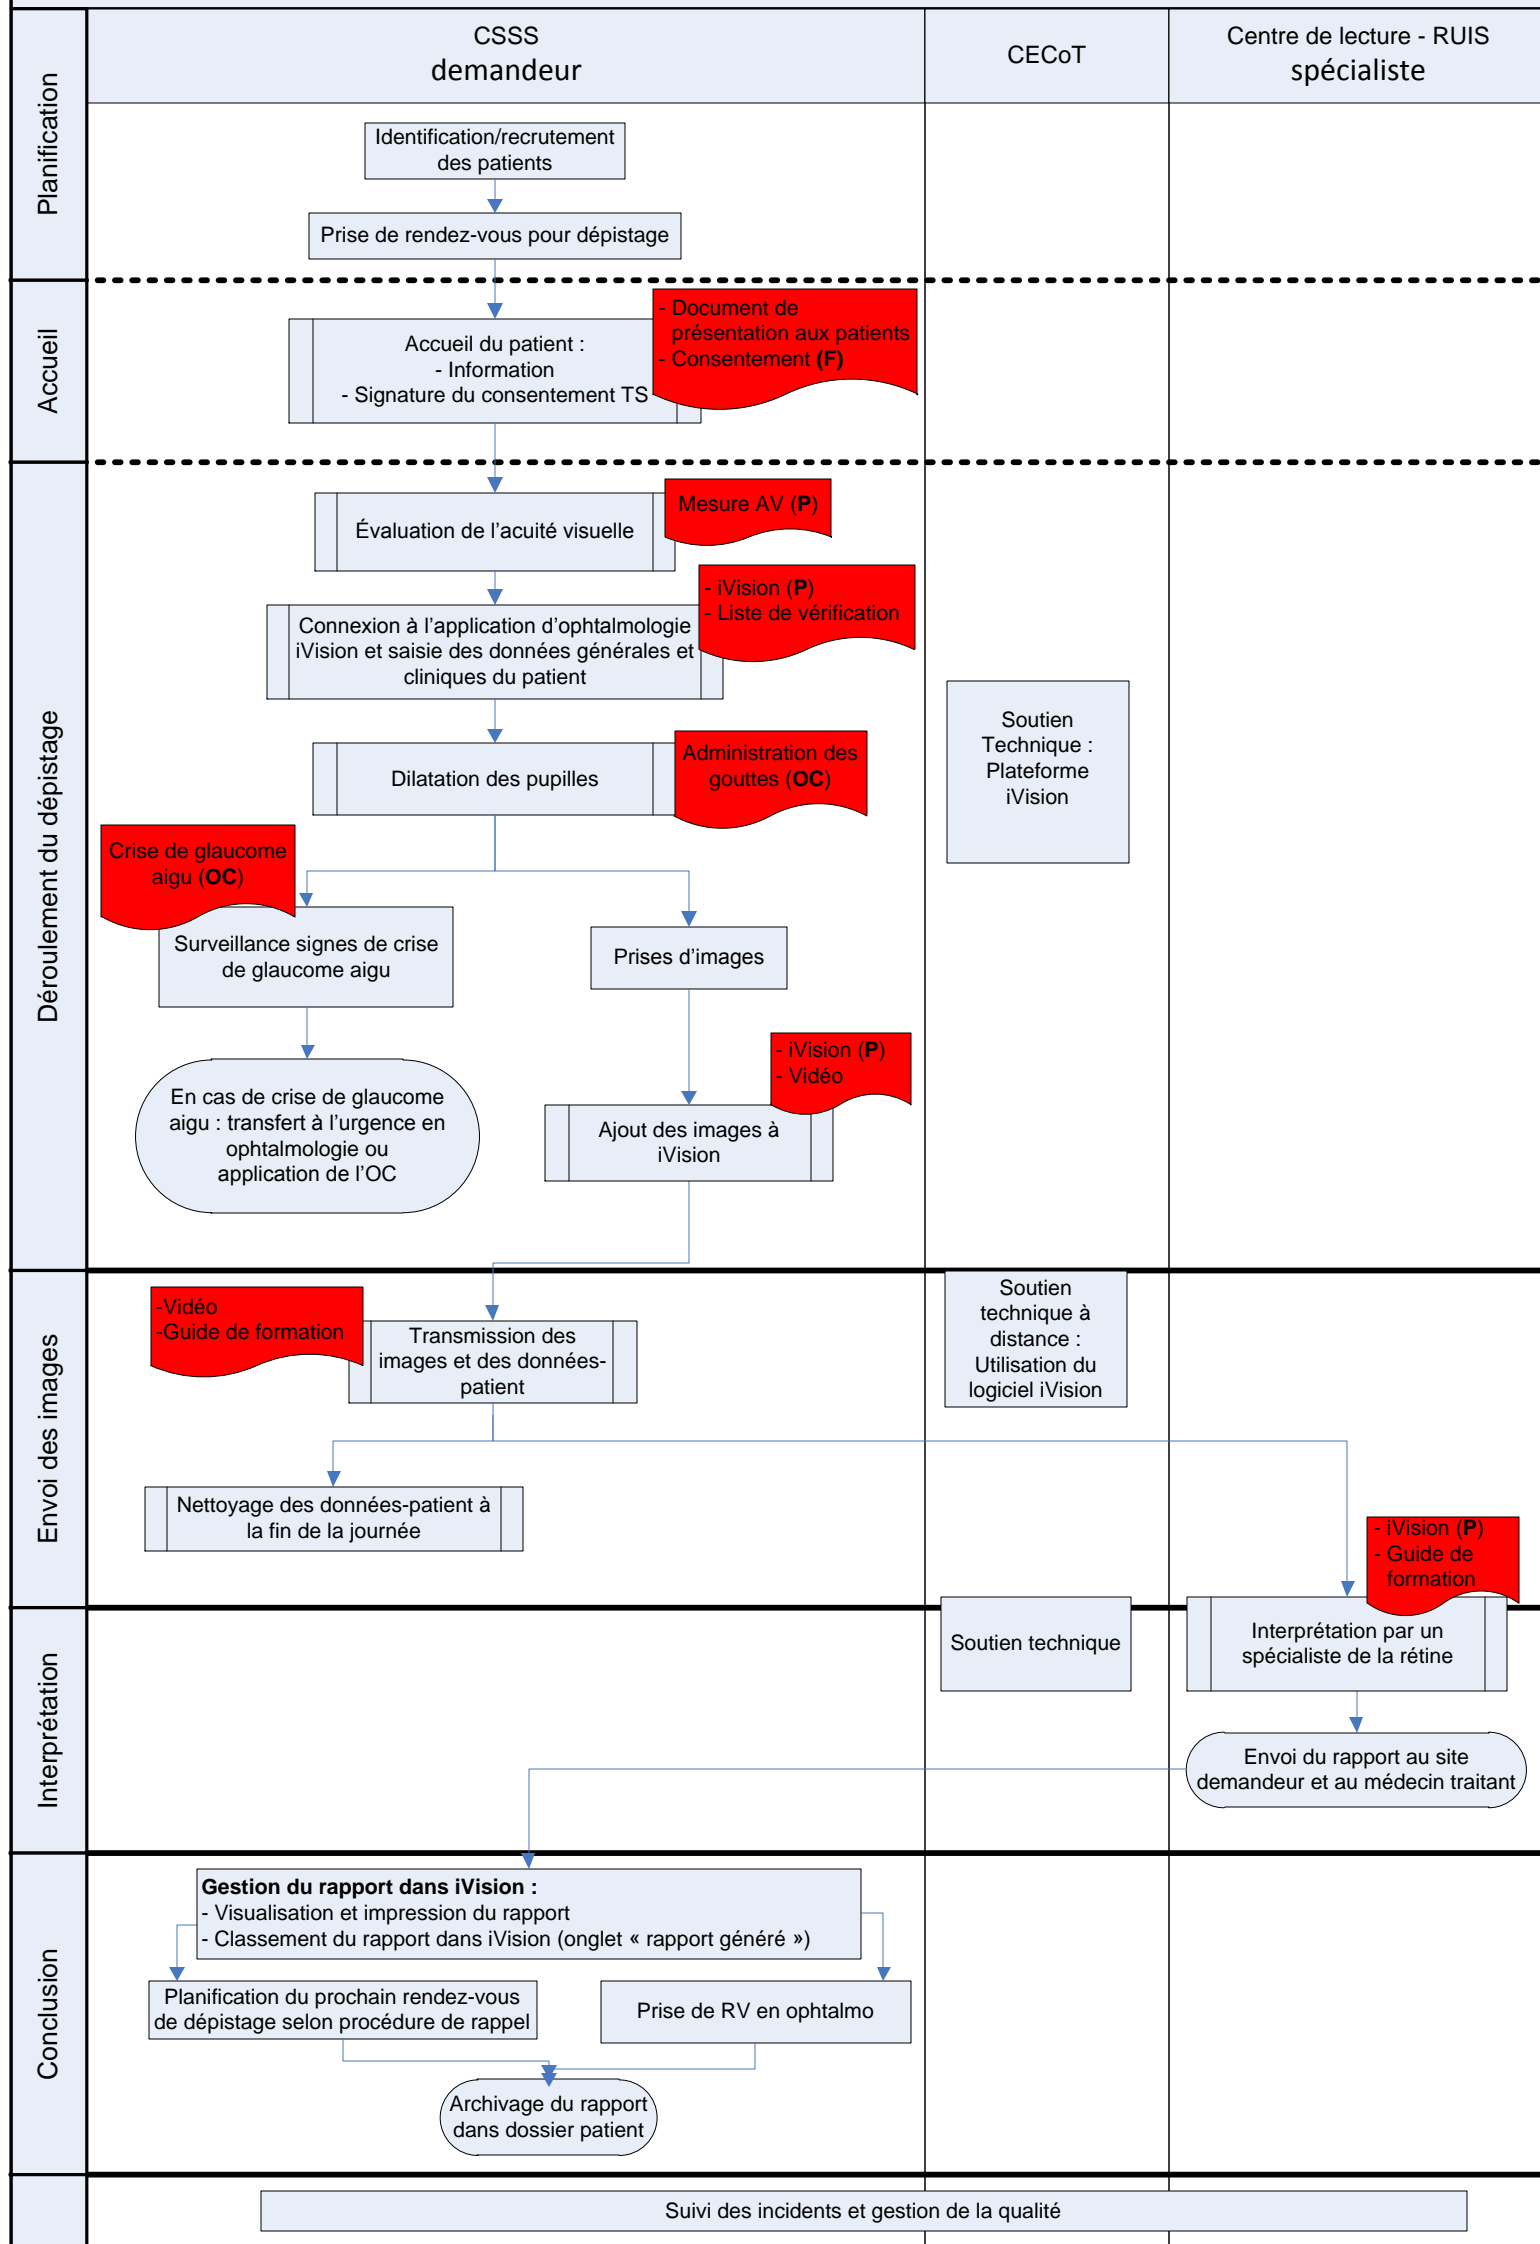 CSSS
demandeur
CECoT
Centre de lecture - RUIS
spécialiste
Planification
Identification/recrutement
des patients
Prise de rendez-vous pour dépistage
Accueil
Accueil du patient :
- Information
- Signature du consentement TS
- Document de
présentation aux patients
- Consentement (F)
Déroulement du dépistage
Évaluation de l'acuité visuelle
Mesure AV (P)
Connexion à l'application d'ophtalmologie
iVision et saisie des données générales et
cliniques du patient
- iVision (P)
- Liste de vérification
Dilatation des pupilles
Administration des
gouttes (OC)
Soutien
Technique :
Plateforme
iVision
Crise de glaucome
aigu (OC)
Surveillance signes de crise
de glaucome aigu
Prises d'images
En cas de crise de glaucome
aigu : transfert à l'urgence en
ophtalmologie ou
application de l'OC
- iVision (P)
- Vidéo
Ajout des images à
iVision
Envoi des images
-Vidéo
-Guide de formation
Transmission des
images et des données-
patient
Soutien
technique à
distance :
Utilisation du
logiciel iVision
Nettoyage des données-patient à
la fin de la journée
- iVision (P)
- Guide de
formation
Interprétation
Soutien technique
Interprétation par un
spécialiste de la rétine
Envoi du rapport au site
demandeur et au médecin traitant
Conclusion
Gestion du rapport dans iVision :
- Visualisation et impression du rapport
- Classement du rapport dans iVision (onglet « rapport généré »)
Planification du prochain rendez-vous
de dépistage selon procédure de rappel
Prise de RV en ophtalmo
Archivage du rapport
dans dossier patient
Suivi des incidents et gestion de la qualité